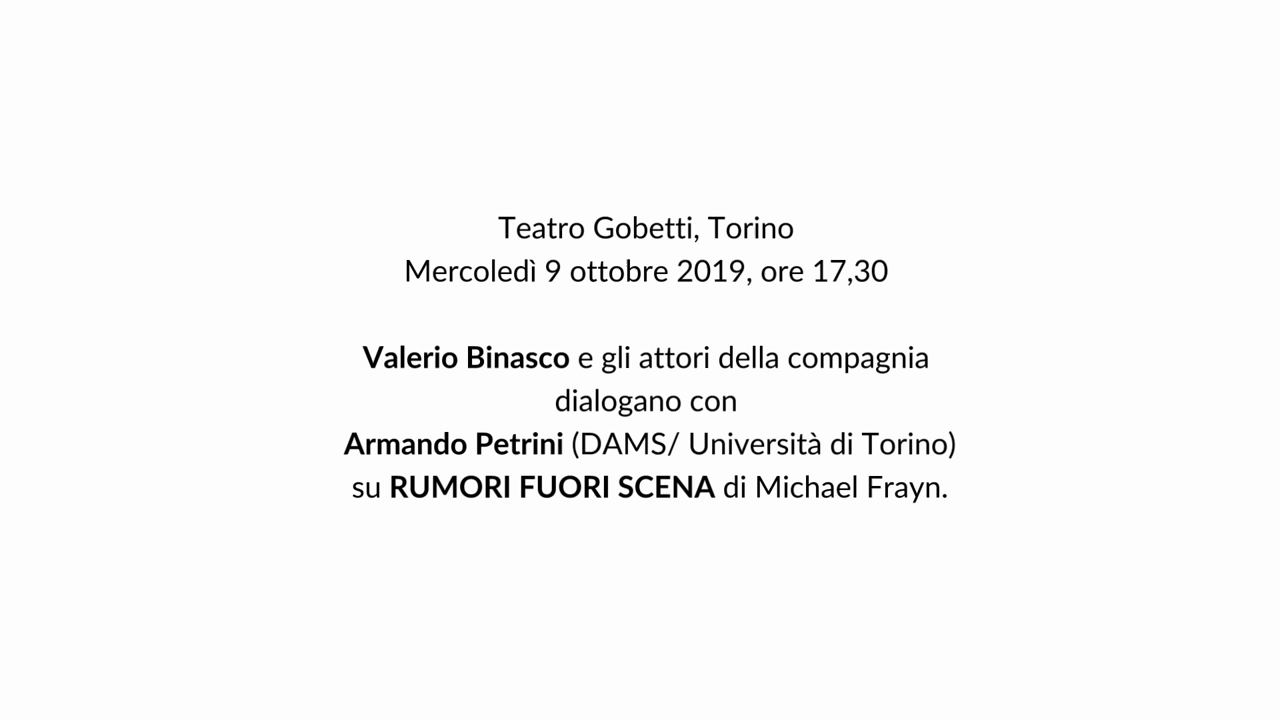 Teatro Gobetti, Torino
Mercoledì 9 ottobre 2019, ore 17,30
Valerio Binasco e gli attori della compagnia
dialogano con
Armando Petrini (DAMS/ Università di Torino)
su RUMORI FUORI SCENA di Michael Frayn.